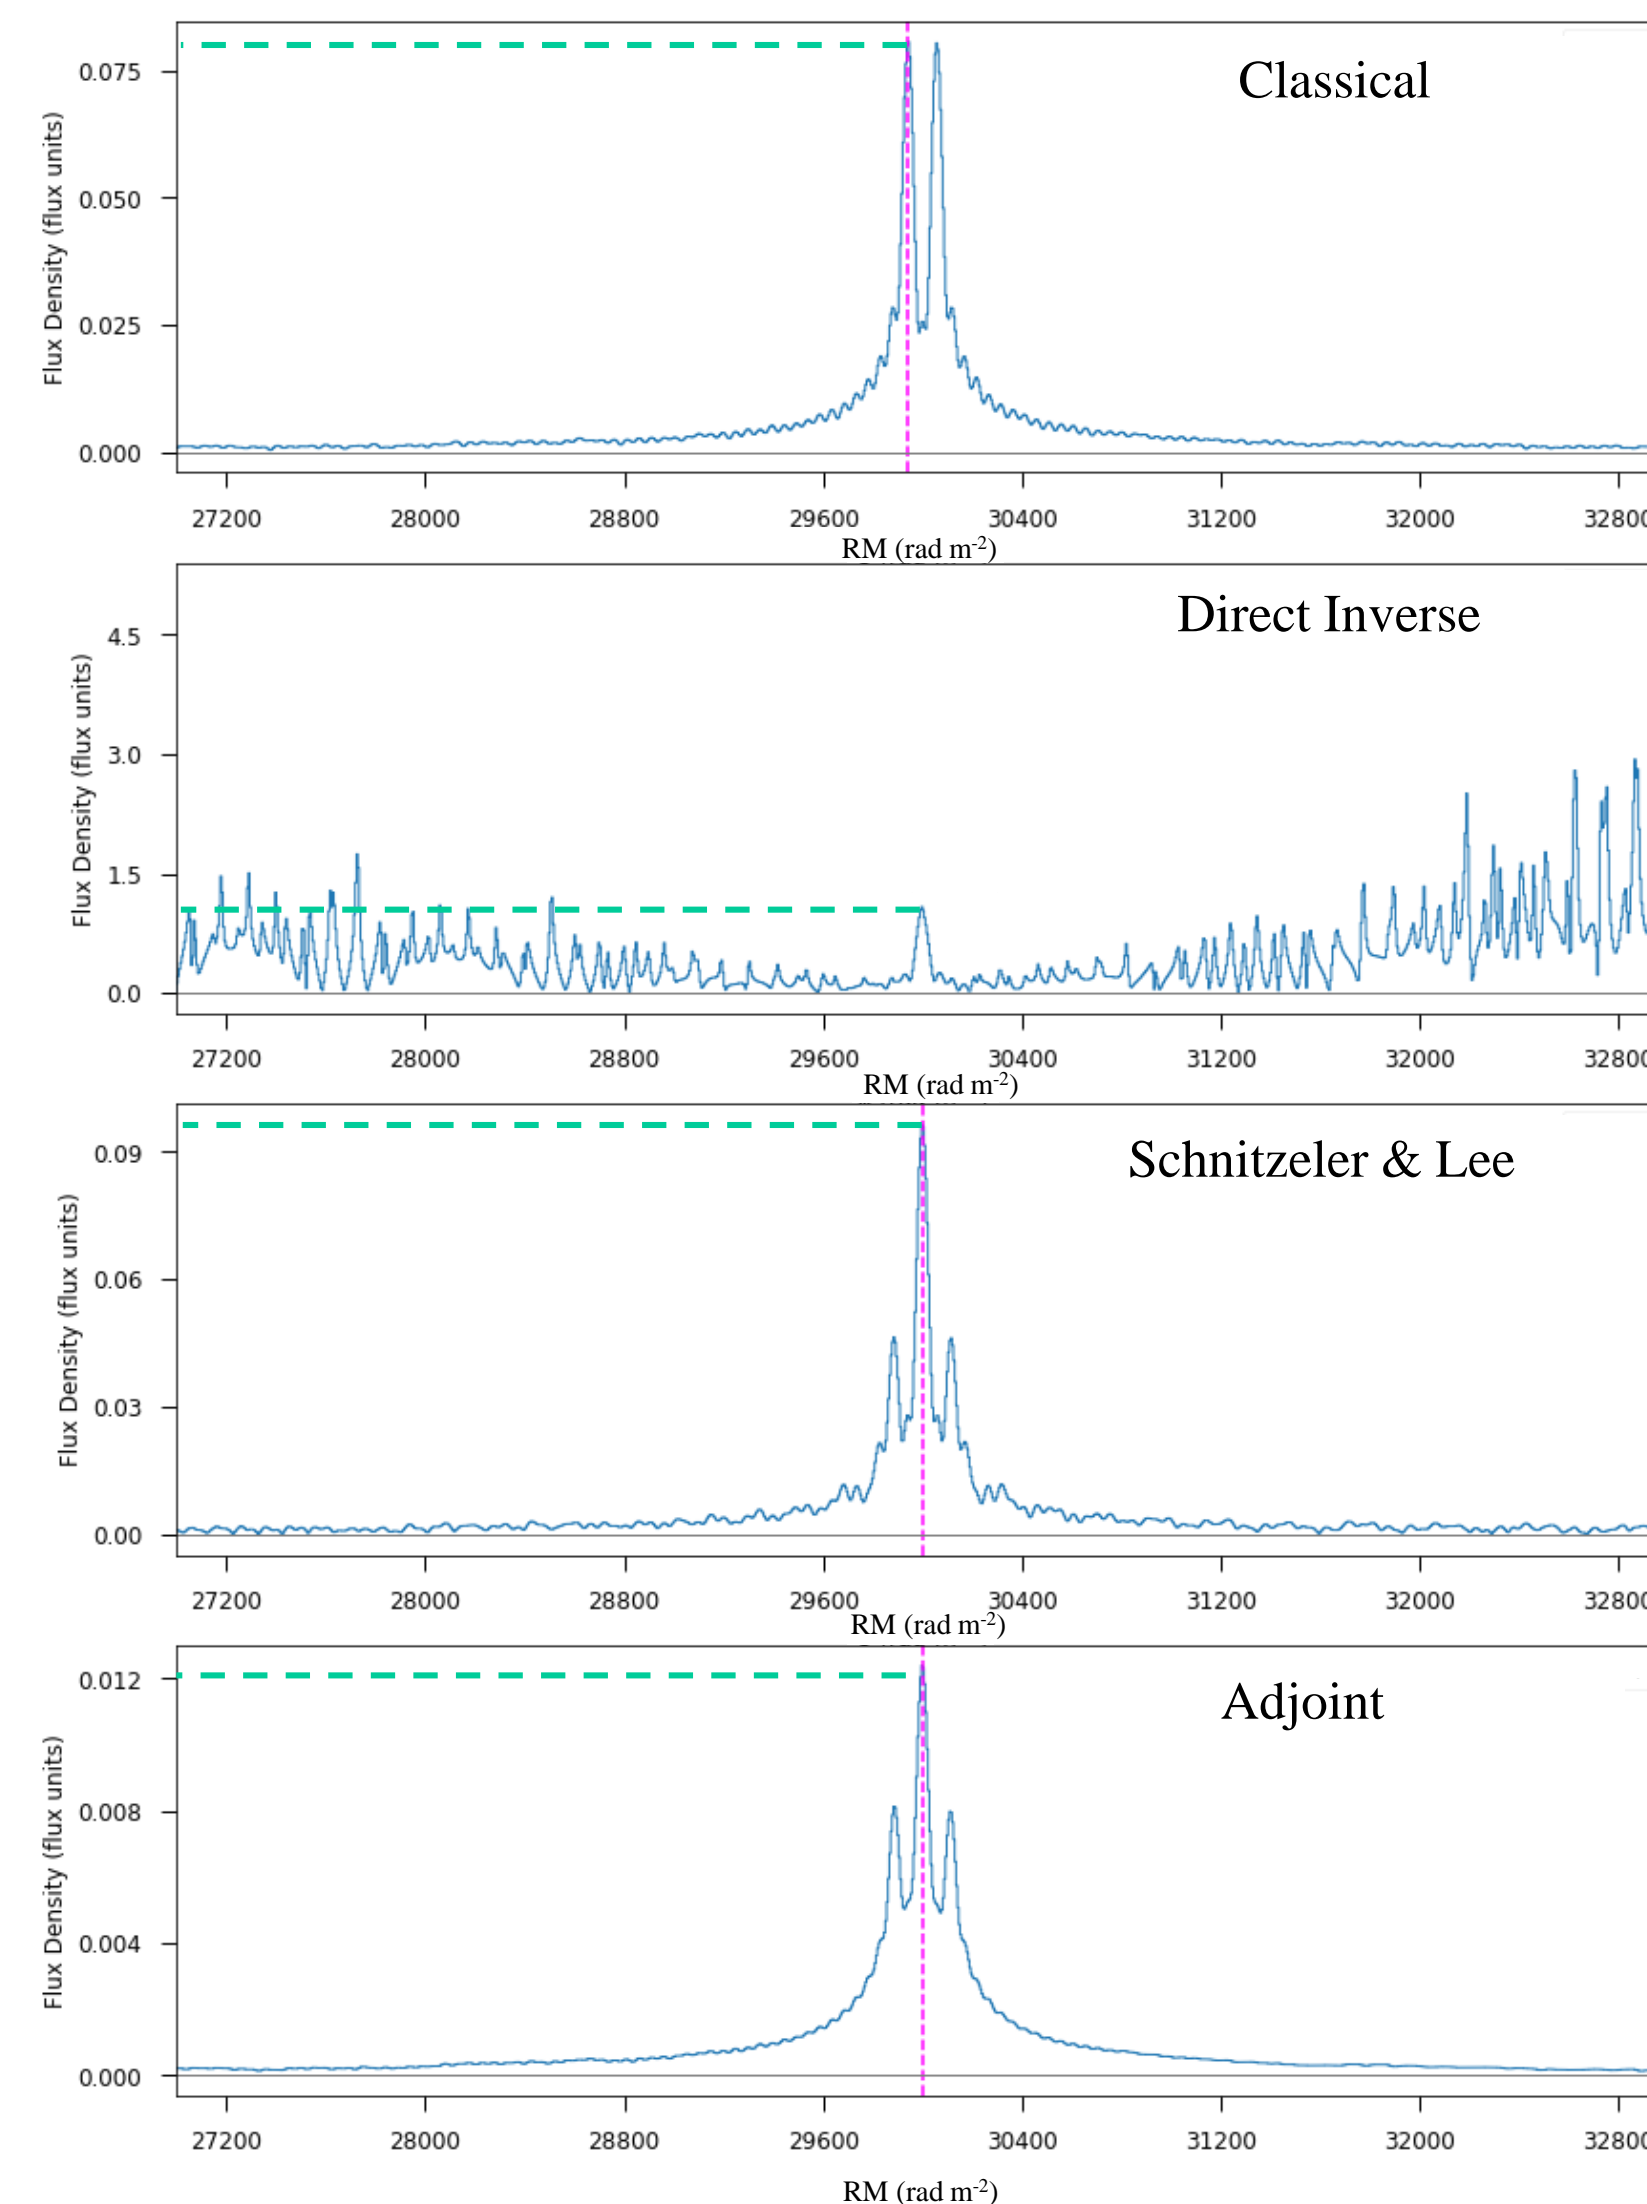 Classical
Flux Density (flux units)
0.075
0.050
0.025
0.000
27200 28000 28800 29600 30400 31200 32000 3280
RM (rad m-2)
Direct Inverse
Flux Density (flux units)
4.5
3.0
1.5
0.0
27200 28000 28800 29600 30400 31200 32000 3280
RM (rad m-2)
Schnitzeler & Lee
Flux Density (flux units)
0.09
0.06
0.03
0.00
27200 28000 28800 29600 30400 31200 32000 3280
RM (rad m-2)
Adjoint
Flux Density (flux units)
0.012
0.008
0.004
0.000
27200 28000 28800 29600 30400 31200 32000 3280
RM (rad m-2)